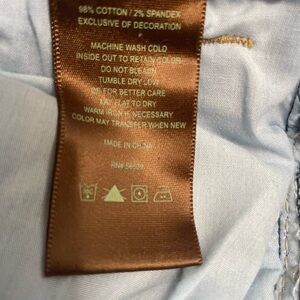 98% COTTON / 2% SPANDEX
EXCLUSIVE OF DECORATION
MACHINE WASH COLD
INSIDE OUT TO RETAIN COLOR
DO NOT BLEACH
TUMBLE DRY LOW
OR FOR BETTER CARE
LAY FLAT TO DRY
WARM IRON IF NECESSARY
COLOR MAY TRANSFER WHEN NEW
MADE IN CHINA
RN#